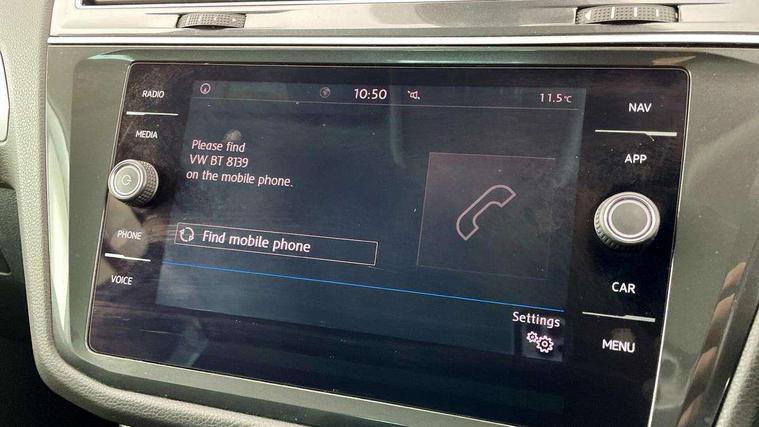 RADIO
MEDIA
PHONE
VOICE
10:50
11.5°C
Please find
VW BT 8139
on the mobile phone.
Find mobile phone
Settings
NAV
APP
CAR
MENU